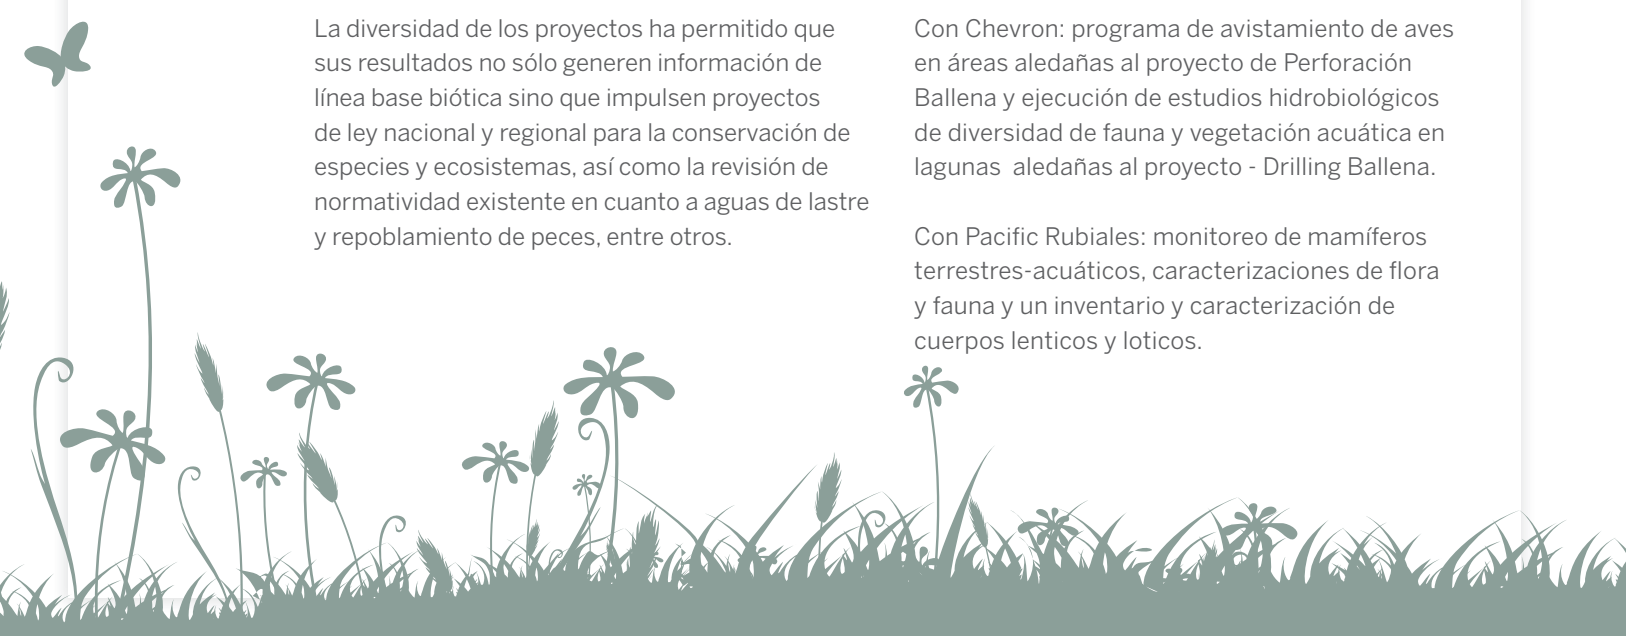 La diversidad de los proyectos ha permitido que
sus resultados no sólo generen información de
línea base biótica sino que impulsen proyectos
de ley nacional y regional para la conservación de
especies y ecosistemas, así como la revisión de
normatividad existente en cuanto a aguas de lastre
y repoblamiento de peces, entre otros.
Con Chevron: programa de avistamiento de aves
en áreas aledañas al proyecto de Perforación
Ballena y ejecución de estudios hidrobiológicos
de diversidad de fauna y vegetación acuática en
lagunas  aledañas al proyecto - Drilling Ballena.
Con Pacific Rubiales: monitoreo de mamíferos
terrestres-acuáticos, caracterizaciones de flora
y fauna y un inventario y caracterización de
cuerpos lenticos y loticos.